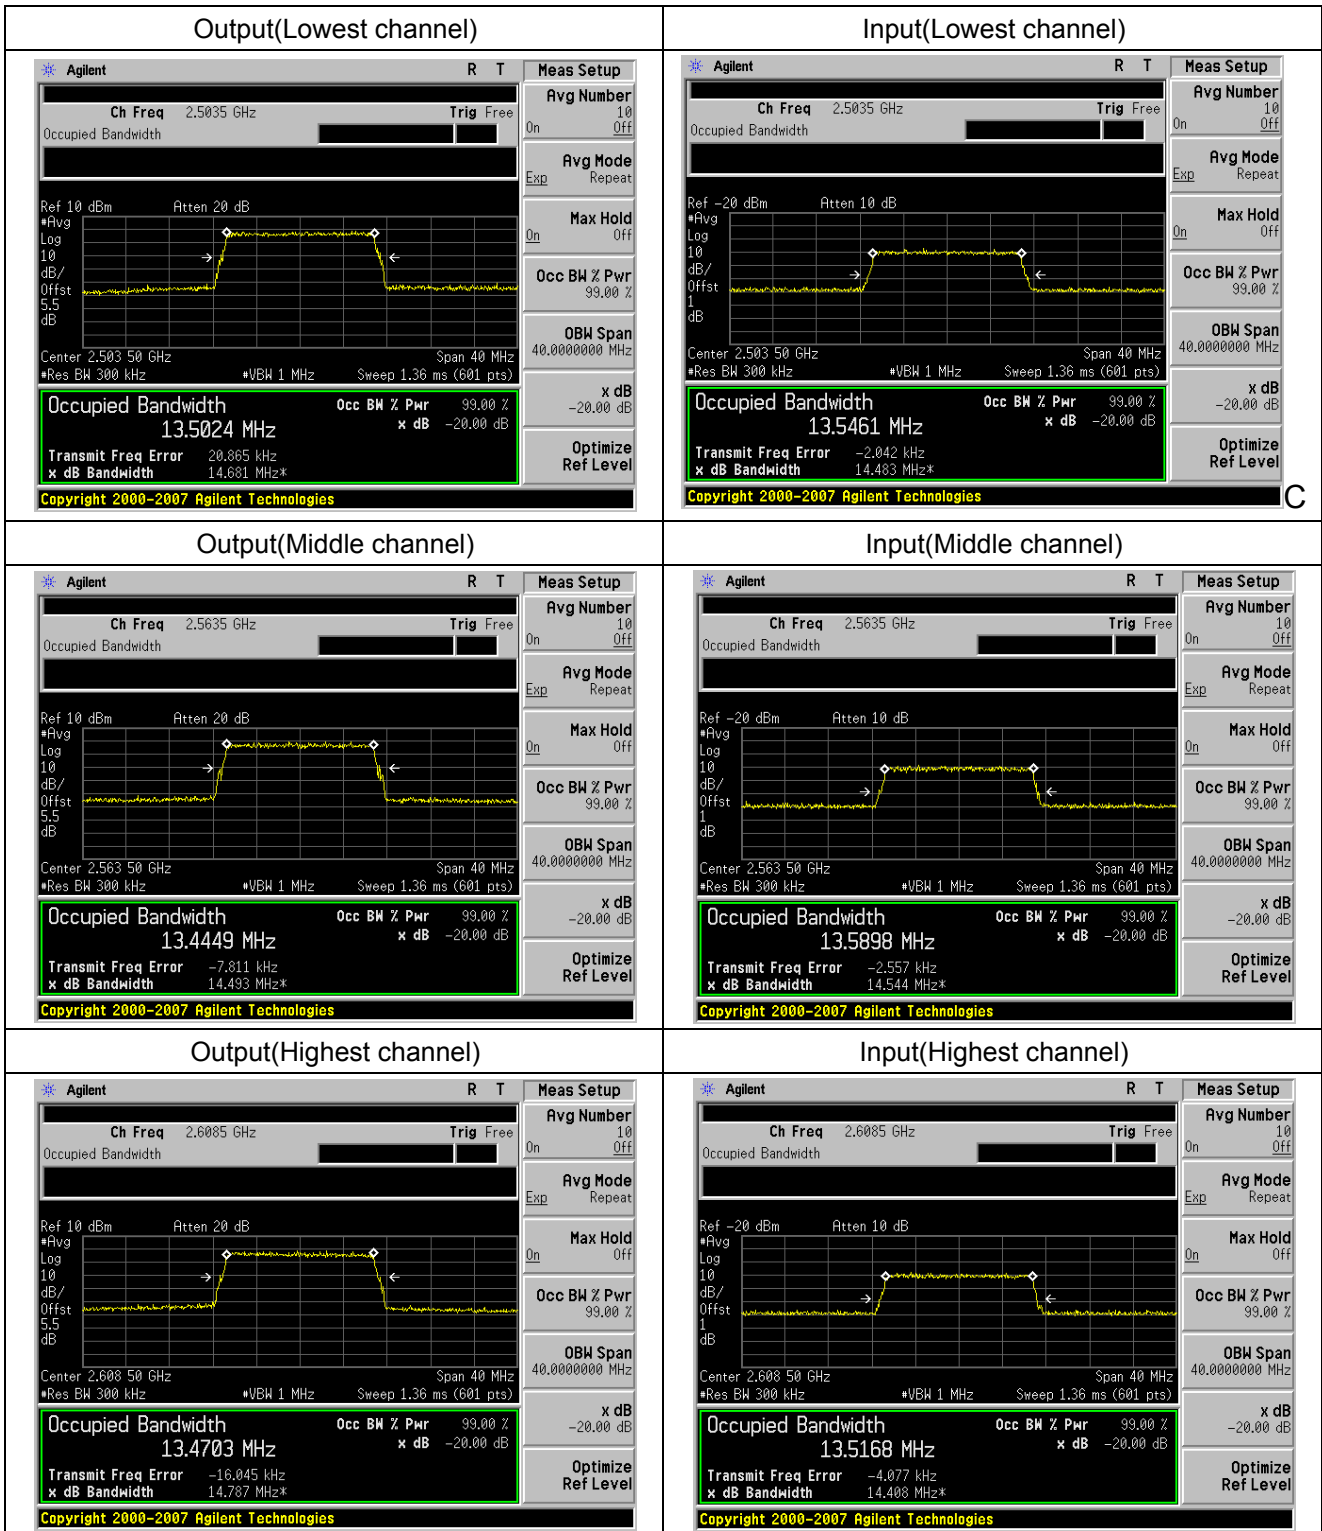 Output(Lowest channel)
Agilent R T
Meas Setup
Ch Freq 2.5035 GHz Trig Free
Occupied Bandwidth
Avg Number
10
On Off
Avg Mode
Exp Repeat
Ref 10 dBm Atten 20 dB
#Avg
Log
10
dB/
Offst
5.5
dB
Max Hold
On Off
Occ BW % Pwr
99.00 %
OBW Span
40.0000000 MHz
Center 2.503 50 GHz Span 40 MHz
#Res BW 300 kHz #VBW 1 MHz Sweep 1.36 ms (601 pts)
x dB
-20.00 dB
Occupied Bandwidth Occ BW % Pwr 99.00 %
13.5024 MHz x dB -20.00 dB
Transmit Freq Error 20.865 kHz
x dB Bandwidth 14.681 MHz*
Optimize
Ref Level
Copyright 2000-2007 Agilent Technologies
Input(Lowest channel)
Agilent R T
Meas Setup
Ch Freq 2.5035 GHz Trig Free
Occupied Bandwidth
Avg Number
10
On Off
Avg Mode
Exp Repeat
Ref -20 dBm Atten 10 dB
#Avg
Log
10
dB/
Offst
1
dB
Max Hold
On Off
Occ BW % Pwr
99.00 %
OBW Span
40.0000000 MHz
Center 2.503 50 GHz Span 40 MHz
#Res BW 300 kHz #VBW 1 MHz Sweep 1.36 ms (601 pts)
x dB
-20.00 dB
Occupied Bandwidth Occ BW % Pwr 99.00 %
13.5461 MHz x dB -20.00 dB
Transmit Freq Error -2.042 kHz
x dB Bandwidth 14.483 MHz*
Optimize
Ref Level
Copyright 2000-2007 Agilent Technologies
C
Output(Middle channel)
Agilent R T
Meas Setup
Ch Freq 2.5635 GHz Trig Free
Occupied Bandwidth
Avg Number
10
On Off
Avg Mode
Exp Repeat
Ref 10 dBm Atten 20 dB
#Avg
Log
10
dB/
Offst
5.5
dB
Max Hold
On Off
Occ BW % Pwr
99.00 %
OBW Span
40.0000000 MHz
Center 2.563 50 GHz Span 40 MHz
#Res BW 300 kHz #VBW 1 MHz Sweep 1.36 ms (601 pts)
x dB
-20.00 dB
Occupied Bandwidth Occ BW % Pwr 99.00 %
13.4449 MHz x dB -20.00 dB
Transmit Freq Error -7.811 kHz
x dB Bandwidth 14.493 MHz*
Optimize
Ref Level
Copyright 2000-2007 Agilent Technologies
Input(Middle channel)
Agilent R T
Meas Setup
Ch Freq 2.5635 GHz Trig Free
Occupied Bandwidth
Avg Number
10
On Off
Avg Mode
Exp Repeat
Ref -20 dBm Atten 10 dB
#Avg
Log
10
dB/
Offst
1
dB
Max Hold
On Off
Occ BW % Pwr
99.00 %
OBW Span
40.0000000 MHz
Center 2.563 50 GHz Span 40 MHz
#Res BW 300 kHz #VBW 1 MHz Sweep 1.36 ms (601 pts)
x dB
-20.00 dB
Occupied Bandwidth Occ BW % Pwr 99.00 %
13.5898 MHz x dB -20.00 dB
Transmit Freq Error -2.557 kHz
x dB Bandwidth 14.544 MHz*
Optimize
Ref Level
Copyright 2000-2007 Agilent Technologies
Output(Highest channel)
Agilent R T
Meas Setup
Ch Freq 2.6085 GHz Trig Free
Occupied Bandwidth
Avg Number
10
On Off
Avg Mode
Exp Repeat
Ref 10 dBm Atten 20 dB
#Avg
Log
10
dB/
Offst
5.5
dB
Max Hold
On Off
Occ BW % Pwr
99.00 %
OBW Span
40.0000000 MHz
Center 2.608 50 GHz Span 40 MHz
#Res BW 300 kHz #VBW 1 MHz Sweep 1.36 ms (601 pts)
x dB
-20.00 dB
Occupied Bandwidth Occ BW % Pwr 99.00 %
13.4703 MHz x dB -20.00 dB
Transmit Freq Error -16.045 kHz
x dB Bandwidth 14.787 MHz*
Optimize
Ref Level
Copyright 2000-2007 Agilent Technologies
Input(Highest channel)
Agilent R T
Meas Setup
Ch Freq 2.6085 GHz Trig Free
Occupied Bandwidth
Avg Number
10
On Off
Avg Mode
Exp Repeat
Ref -20 dBm Atten 10 dB
#Avg
Log
10
dB/
Offst
1
dB
Max Hold
On Off
Occ BW % Pwr
99.00 %
OBW Span
40.0000000 MHz
Center 2.608 50 GHz Span 40 MHz
#Res BW 300 kHz #VBW 1 MHz Sweep 1.36 ms (601 pts)
x dB
-20.00 dB
Occupied Bandwidth Occ BW % Pwr 99.00 %
13.5168 MHz x dB -20.00 dB
Transmit Freq Error -4.077 kHz
x dB Bandwidth 14.408 MHz*
Optimize
Ref Level
Copyright 2000-2007 Agilent Technologies